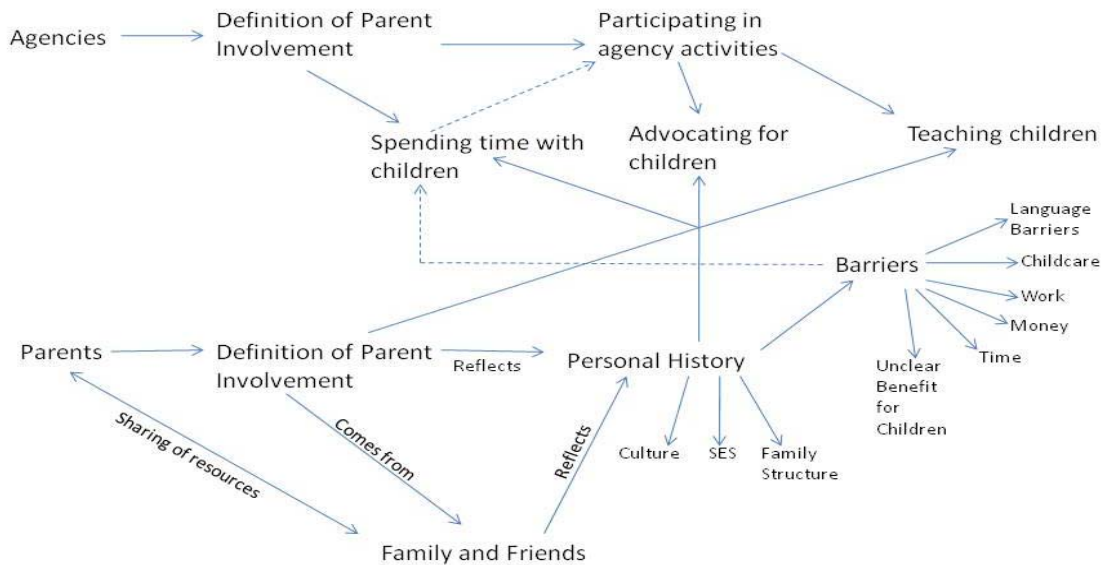 Agencies
Definition of Parent
Involvement
Participating in
agency activities
Spending time with
children
Advocating for
children
Teaching children
Language
Barriers
Barriers
Childcare
Work
Money
Time
Unclear
Benefit
for
Children
Parents
Definition of Parent
Involvement
Reflects
Personal History
Sharing of resources
Comes from
Reflects
Culture
SES
Family
Structure
Family and Friends